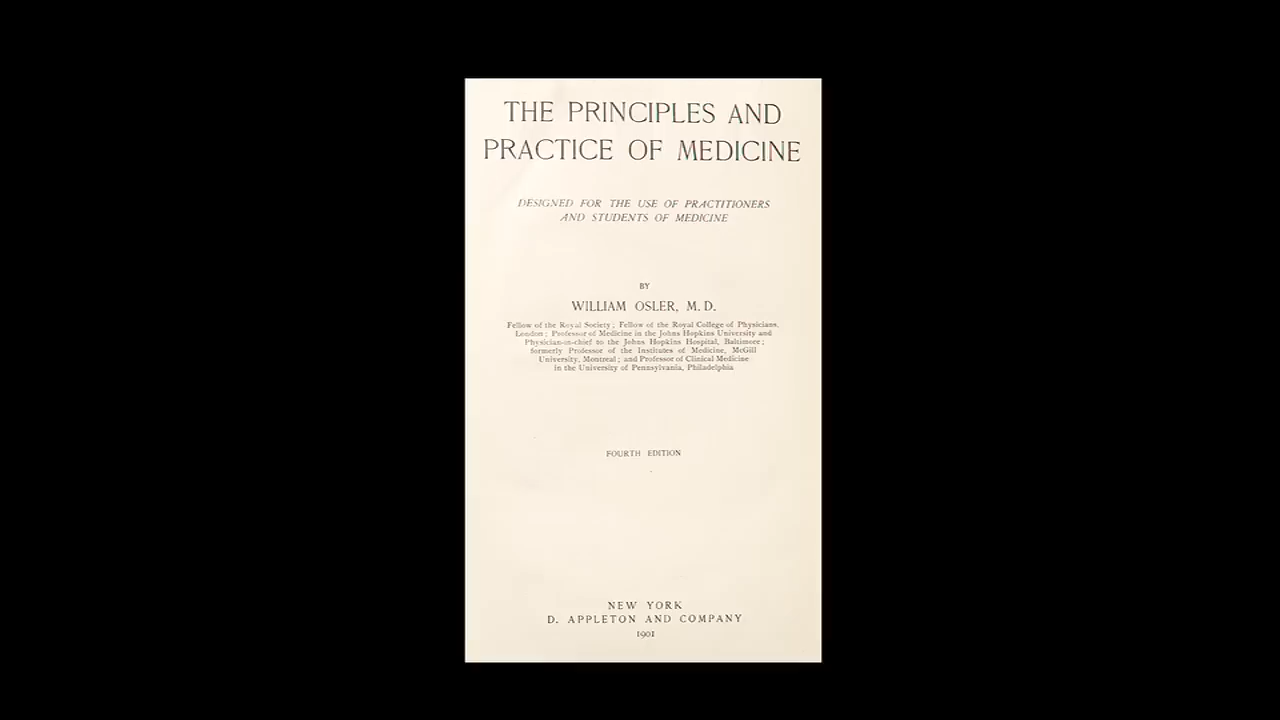 THE PRINCIPLES AND
PRACTICE OF MEDICINE
DESIGNED FOR THE USE OF PRACTITIONERS
AND STUDENTS OF MEDICINE
BY
WILLIAM OSLER, M. D.
Fellow of the Royal Society; Fellow of the Royal College of Physicians,
London; Professor of Medicine in the Johns Hopkins University and
Physician-in-chief to the Johns Hopkins Hospital, Baltimore;
formerly Professor of the Institutes of Medicine, McGill
University, Montreal; and Professor of Clinical Medicine
in the University of Pennsylvania, Philadelphia
FOURTH EDITION
NEW YORK
D. APPLETON AND COMPANY
1901